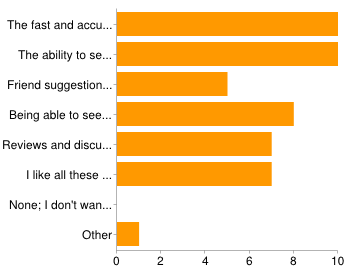 The fast and accu...
The ability to se...
Friend suggestion...
Being able to see...
Reviews and discu...
I like all these ...
None; I don't wan...
Other
0 2 4 6 8 10